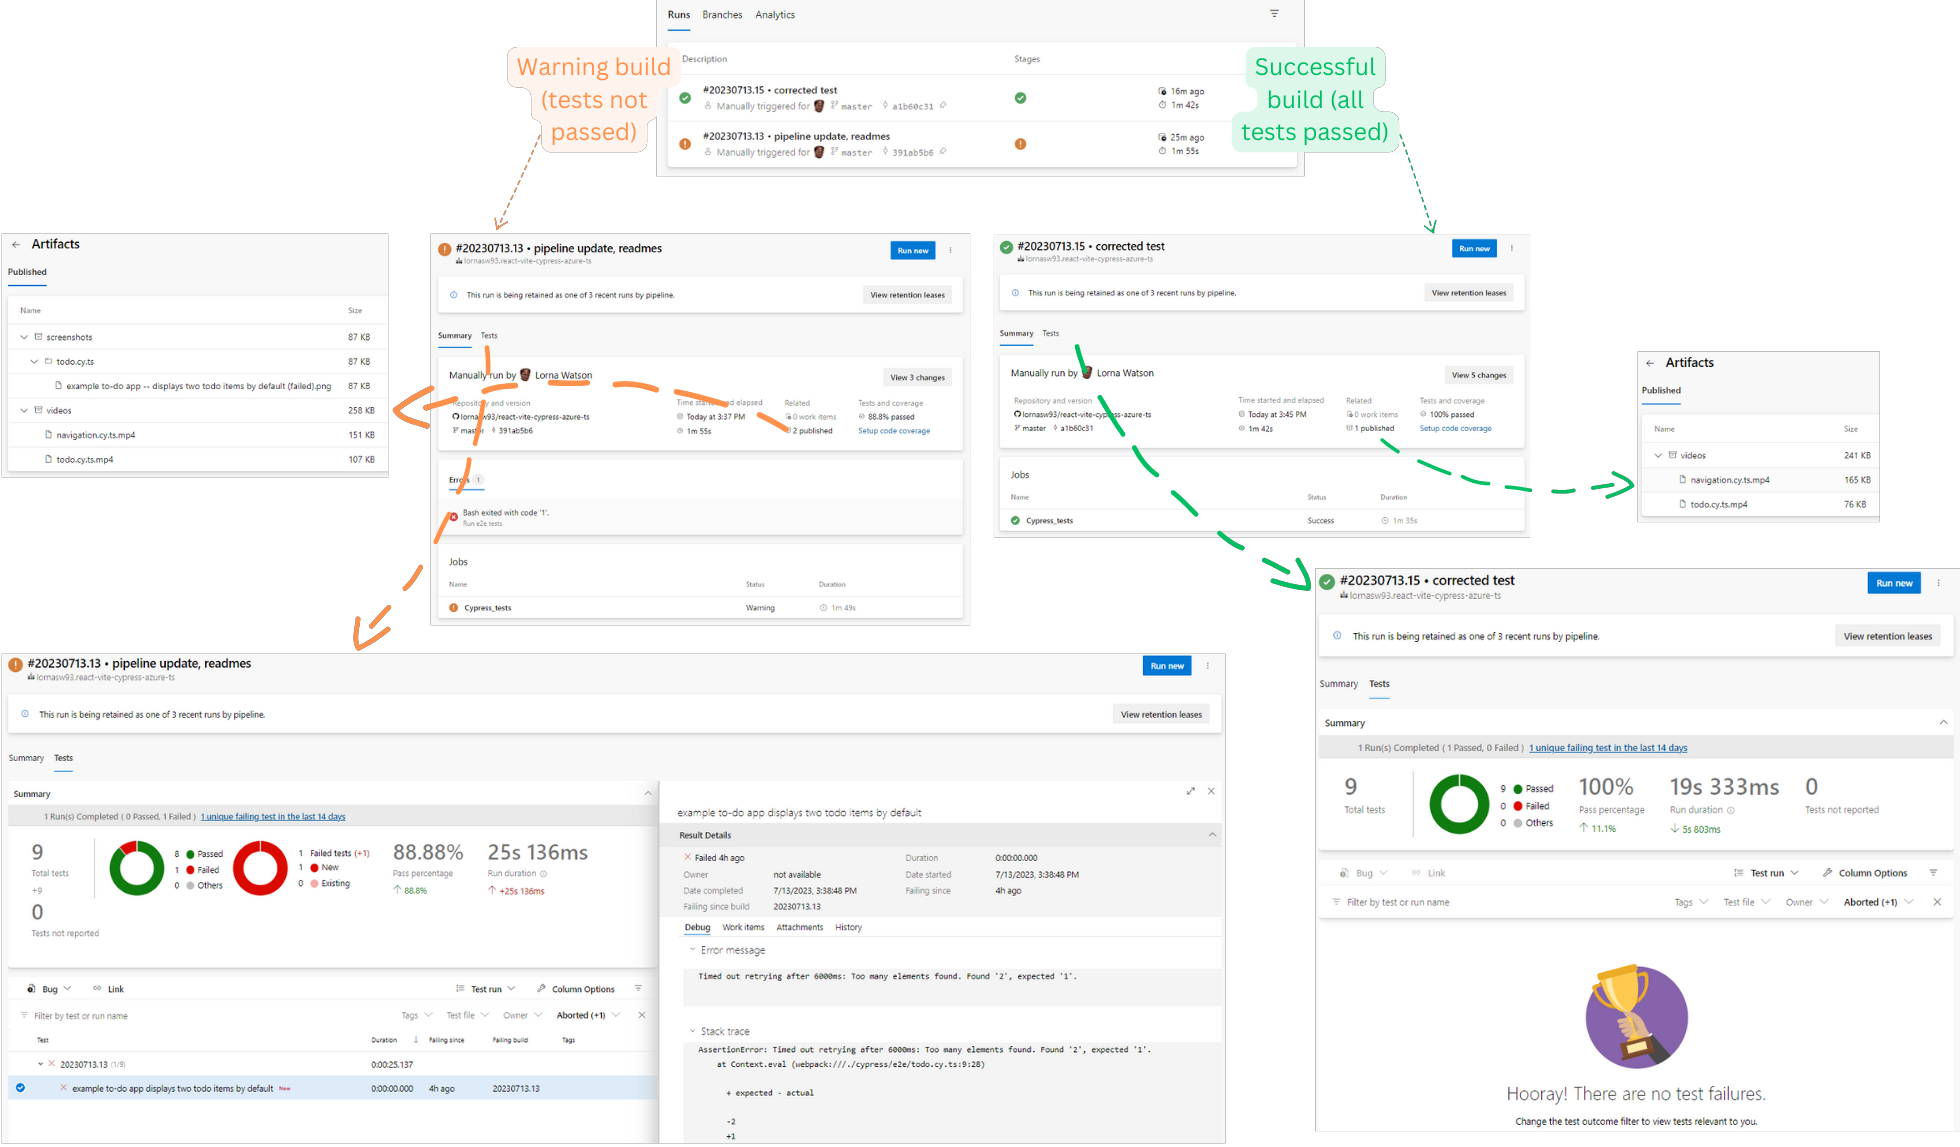 Runs Branches Analytics
Description Stages
#20230713.15 • corrected test
Manually triggered for master a1b60c31
16m ago
1m 42s
#20230713.13 • pipeline update, readmes
Manually triggered for master 391ab5b6
25m ago
1m 55s
Warning build
(tests not
passed)
Successful
build (all
tests passed)
Artifacts
Published
Name Size
screenshots 87 KB
todo.cy.ts 87 KB
example to-do app -- displays two todo items by default (failed).png 87 KB
videos 258 KB
navigation.cy.ts.mp4 151 KB
todo.cy.ts.mp4 107 KB
#20230713.13 • pipeline update, readmes
lornasw93.react-vite-cypress-azure-ts
Run new
This run is being retained as one of 3 recent runs by pipeline.
View retention leases
Summary Tests
Manually run by Lorna Watson
View 3 changes
Repository and version Time started and elapsed Related Tests and coverage
lornasw93/react-vite-cypress-azure-ts Today at 3:37 PM 0 work items 88.8% passed
master 391ab5b6 1m 55s 2 published Setup code coverage
Errors 1
Bash exited with code '1'.
Run e2e tests
Jobs
Name Status Duration
Cypress_tests Warning 1m 49s
#20230713.15 • corrected test
lornasw93.react-vite-cypress-azure-ts
Run new
This run is being retained as one of 3 recent runs by pipeline.
View retention leases
Summary Tests
Manually run by Lorna Watson
View 5 changes
Repository and version Time started and elapsed Related Tests and coverage
lornasw93/react-vite-cypress-azure-ts Today at 3:45 PM 0 work items 100% passed
master a1b60c31 1m 42s 1 published Setup code coverage
Jobs
Name Status Duration
Cypress_tests Success 1m 35s
Artifacts
Published
Name Size
videos 241 KB
navigation.cy.ts.mp4 165 KB
todo.cy.ts.mp4 76 KB
#20230713.13 • pipeline update, readmes
lornasw93.react-vite-cypress-azure-ts
Run new
This run is being retained as one of 3 recent runs by pipeline.
View retention leases
Summary Tests
Summary
1 Run(s) Completed ( 0 Passed, 1 Failed ) 1 unique failing test in the last 14 days
9
Total tests
+9
0
Tests not reported
8 Passed
1 Failed
0 Others
1 Failed tests (+1)
1 New
0 Existing
88.88%
Pass percentage
88.8%
25s 136ms
Run duration
+25s 136ms
Bug Link Test run Column Options
Filter by test or run name Tags Test file Owner Aborted (+1)
Test Duration Failing since Failing build Tags
20230713.13 (1/9) 0:00:25.137
example to-do app displays two todo items by default New 0:00:00.000 4h ago 20230713.13
example to-do app displays two todo items by default
Result Details
Failed 4h ago Duration 0:00:00.000
Owner not available Date started 7/13/2023, 3:38:48 PM
Date completed 7/13/2023, 3:38:48 PM Failing since 4h ago
Failing since build 20230713.13
Debug Work items Attachments History
Error message
Timed out retrying after 6000ms: Too many elements found. Found '2', expected '1'.
Stack trace
AssertionError: Timed out retrying after 6000ms: Too many elements found. Found '2', expected '1'.
at Context.eval (webpack:///./cypress/e2e/todo.cy.ts:9:28)
+ expected - actual
-2
+1
#20230713.15 • corrected test
lornasw93.react-vite-cypress-azure-ts
Run new
This run is being retained as one of 3 recent runs by pipeline.
View retention leases
Summary Tests
Summary
1 Run(s) Completed ( 1 Passed, 0 Failed ) 1 unique failing test in the last 14 days
9
Total tests
9 Passed
0 Failed
0 Others
100%
Pass percentage
11.1%
19s 333ms
Run duration
5s 803ms
0
Tests not reported
Bug Link Test run Column Options
Filter by test or run name Tags Test file Owner Aborted (+1)
Hooray! There are no test failures.
Change the test outcome filter to view tests relevant to you.